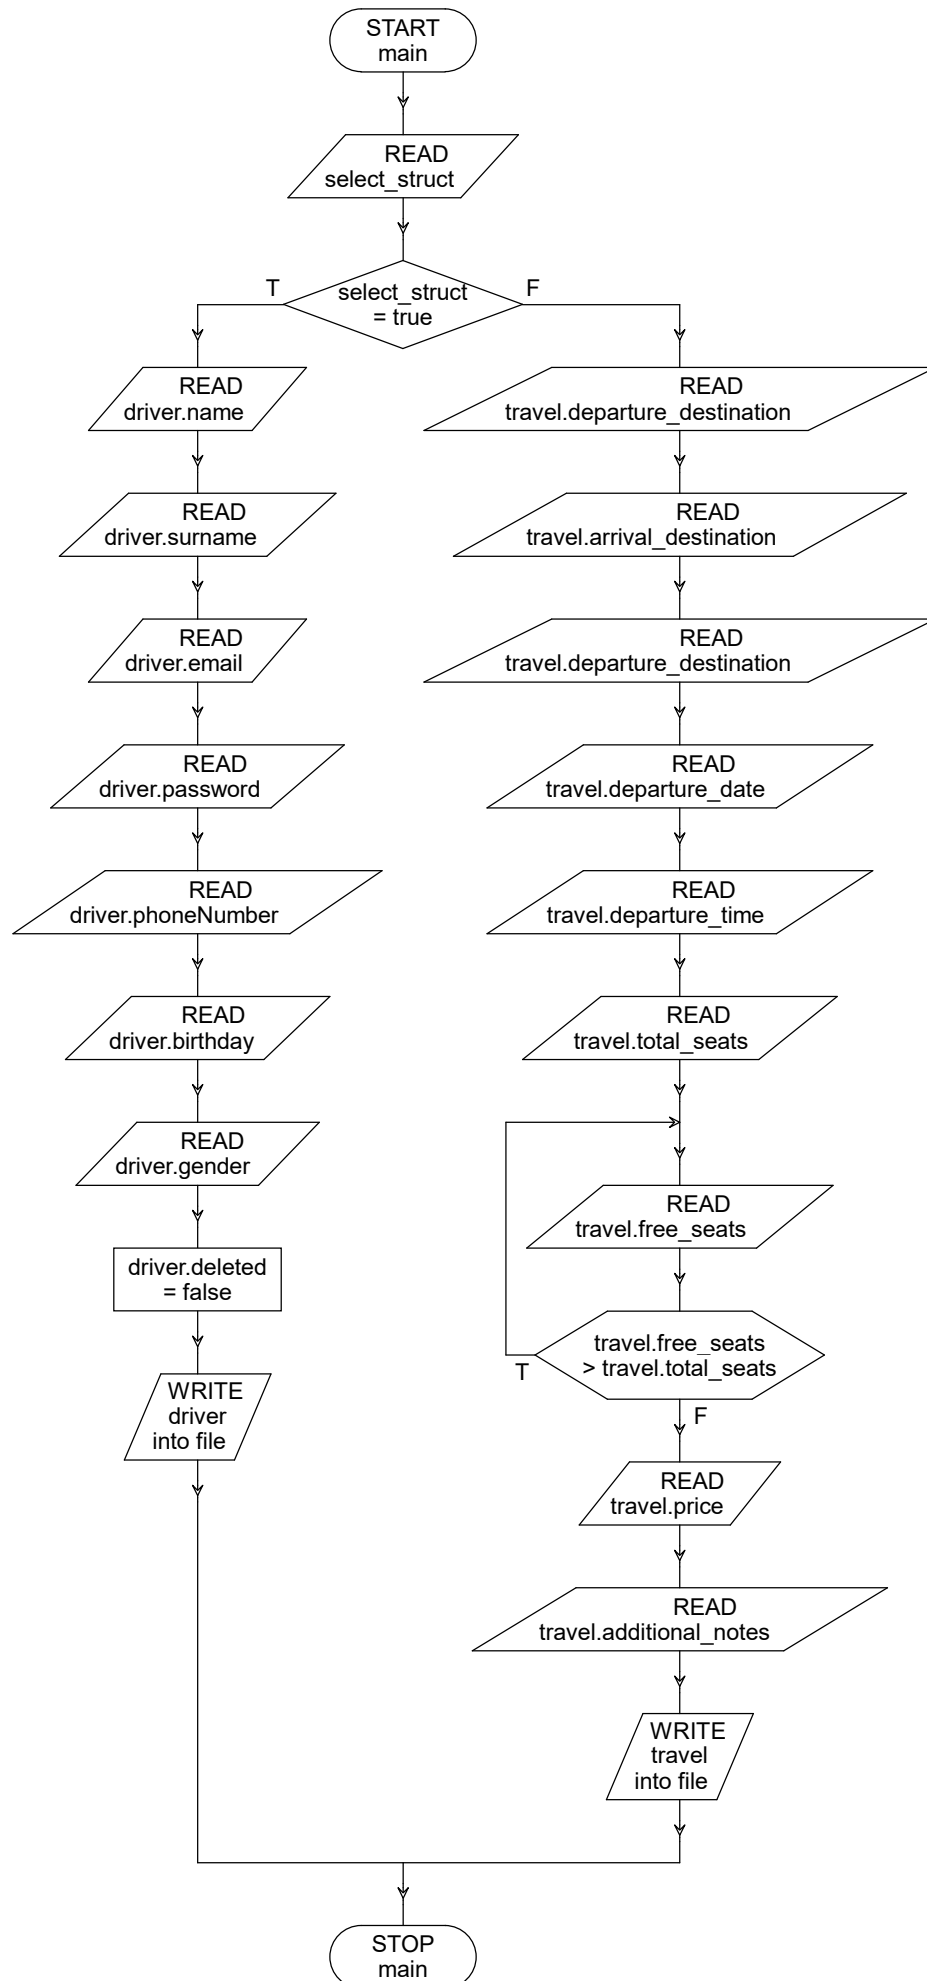 START
main
READ
select_struct
T
select_struct
= true
F
READ
driver.name
READ
driver.surname
READ
driver.email
READ
driver.password
READ
driver.phoneNumber
READ
driver.birthday
READ
driver.gender
driver.deleted
= false
WRITE
driver
into file
READ
travel.departure_destination
READ
travel.arrival_destination
READ
travel.departure_destination
READ
travel.departure_date
READ
travel.departure_time
READ
travel.total_seats
READ
travel.free_seats
travel.free_seats
> travel.total_seats
T
F
READ
travel.price
READ
travel.additional_notes
WRITE
travel
into file
STOP
main